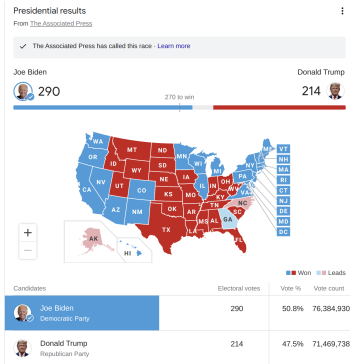 Presidential results
From The Associated Press
The Associated Press has called this race · Learn more
Joe Biden
Donald Trump
290
214
270 to win
WA
OR
CA
NV
ID
MT
WY
UT
AZ
CO
NM
ND
SD
NE
KS
OK
TX
MN
IA
MO
AR
LA
WI
IL
MS
MI
IN
KY
TN
AL
OH
WV
GA
FL
SC
NC
VA
PA
NY
ME
VT
NH
MA
RI
CT
NJ
DE
MD
DC
AK
HI
+
−
Won
Leads
Candidates
Electoral votes
Vote %
Vote count
Joe Biden
Democratic Party
290
50.8%
76,384,930
Donald Trump
Republican Party
214
47.5%
71,469,738